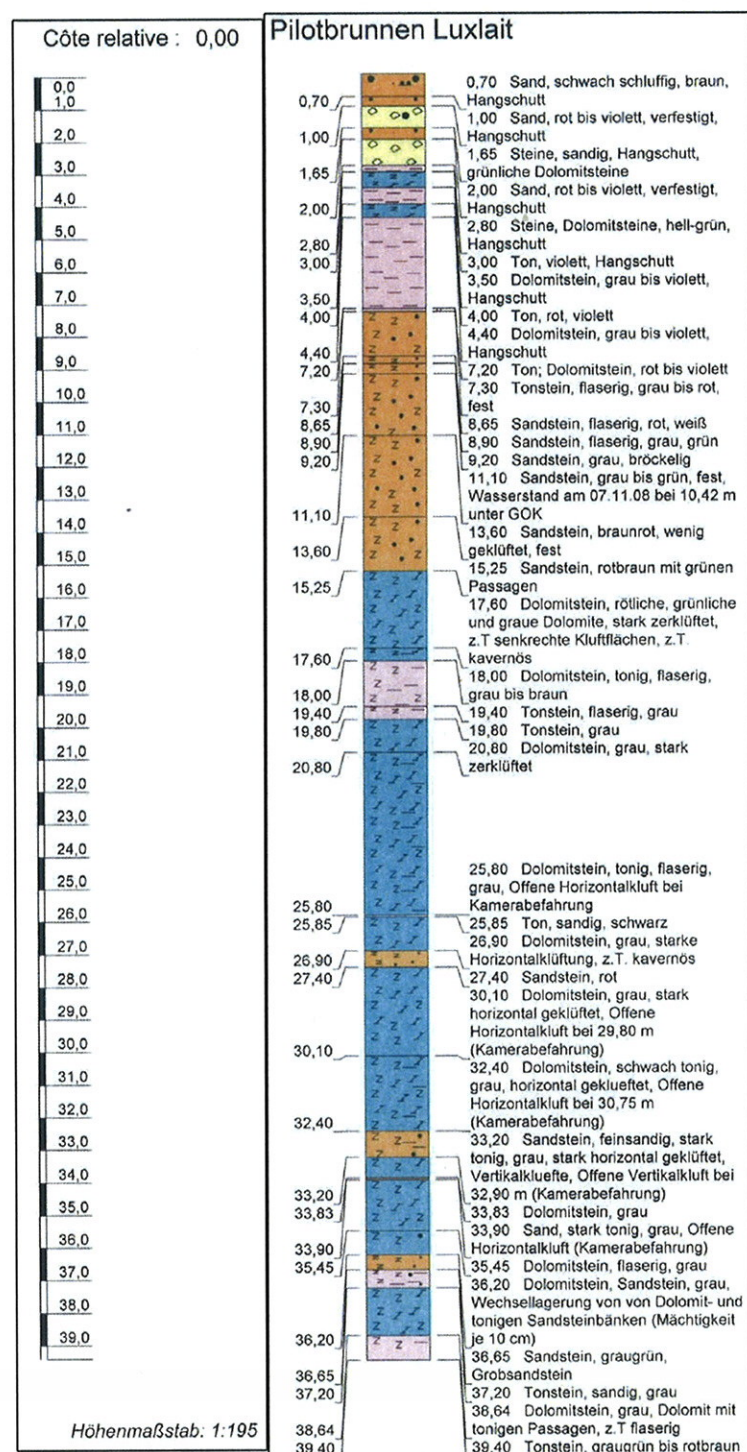 Côte relative : 0,00
0,0
1,0
2,0
3,0
4,0
5,0
6,0
7,0
8,0
9,0
10,0
11,0
12,0
13,0
14,0
15,0
16,0
17,0
18,0
19,0
20,0
21,0
22,0
23,0
24,0
25,0
26,0
27,0
28,0
29,0
30,0
31,0
32,0
33,0
34,0
35,0
36,0
37,0
38,0
39,0
Höhenmaßstab: 1:195
Pilotbrunnen Luxlait
0,70
1,00
1,65
2,00
2,80
3,00
3,50
4,00
4,40
7,20
7,30
8,65
8,90
9,20
11,10
13,60
15,25
17,60
18,00
19,40
19,80
20,80
25,80
25,85
26,90
27,40
30,10
32,40
33,20
33,83
33,90
35,45
36,20
36,65
37,20
38,64
39,40
0,70 Sand, schwach schluffig, braun,
Hangschutt
1,00 Sand, rot bis violett, verfestigt,
Hangschutt
1,65 Steine, sandig, Hangschutt,
grünliche Dolomitsteine
2,00 Sand, rot bis violett, verfestigt,
Hangschutt
2,80 Steine, Dolomitsteine, hell-grün,
Hangschutt
3,00 Ton, violett, Hangschutt
3,50 Dolomitstein, grau bis violett,
Hangschutt
4,00 Ton, rot, violett
4,40 Dolomitstein, grau bis violett,
Hangschutt
7,20 Ton; Dolomitstein, rot bis violett
7,30 Tonstein, flaserig, grau bis rot,
fest
8,65 Sandstein, flaserig, rot, weiß
8,90 Sandstein, flaserig, grau, grün
9,20 Sandstein, grau, bröckelig
11,10 Sandstein, grau bis grün, fest,
Wasserstand am 07.11.08 bei 10,42 m
unter GOK
13,60 Sandstein, braunrot, wenig
geklüftet, fest
15,25 Sandstein, rotbraun mit grünen
Passagen
17,60 Dolomitstein, rötliche, grünliche
und graue Dolomite, stark zerklüftet,
z.T senkrechte Kluftflächen, z.T.
kavernös
18,00 Dolomitstein, tonig, flaserig,
grau bis braun
19,40 Tonstein, flaserig, grau
19,80 Tonstein, grau
20,80 Dolomitstein, grau, stark
zerklüftet
25,80 Dolomitstein, tonig, flaserig,
grau, Offene Horizontalkluft bei
Kamerabefahrung
25,85 Ton, sandig, schwarz
26,90 Dolomitstein, grau, starke
Horizontalklüftung, z.T. kavernös
27,40 Sandstein, rot
30,10 Dolomitstein, grau, stark
horizontal geklüftet, Offene
Horizontalkluft bei 29,80 m
(Kamerabefahrung)
32,40 Dolomitstein, schwach tonig,
grau, horizontal geklueftet, Offene
Horizontalkluft bei 30,75 m
(Kamerabefahrung)
33,20 Sandstein, feinsandig, stark
tonig, grau, stark horizontal geklüftet,
Vertikalkluefte, Offene Vertikalkluft bei
32,90 m (Kamerabefahrung)
33,83 Dolomitstein, grau
33,90 Sand, stark tonig, grau, Offene
Horizontalkluft (Kamerabefahrung)
35,45 Dolomitstein, flaserig, grau
36,20 Dolomitstein, Sandstein, grau,
Wechsellagerung von von Dolomit- und
tonigen Sandsteinbänken (Mächtigkeit
je 10 cm)
36,65 Sandstein, graugrün,
Grobsandstein
37,20 Tonstein, sandig, grau
38,64 Dolomitstein, grau, Dolomit mit
tonigen Passagen, z.T flaserig
39,40 Tonstein, graugrün bis rotbraun